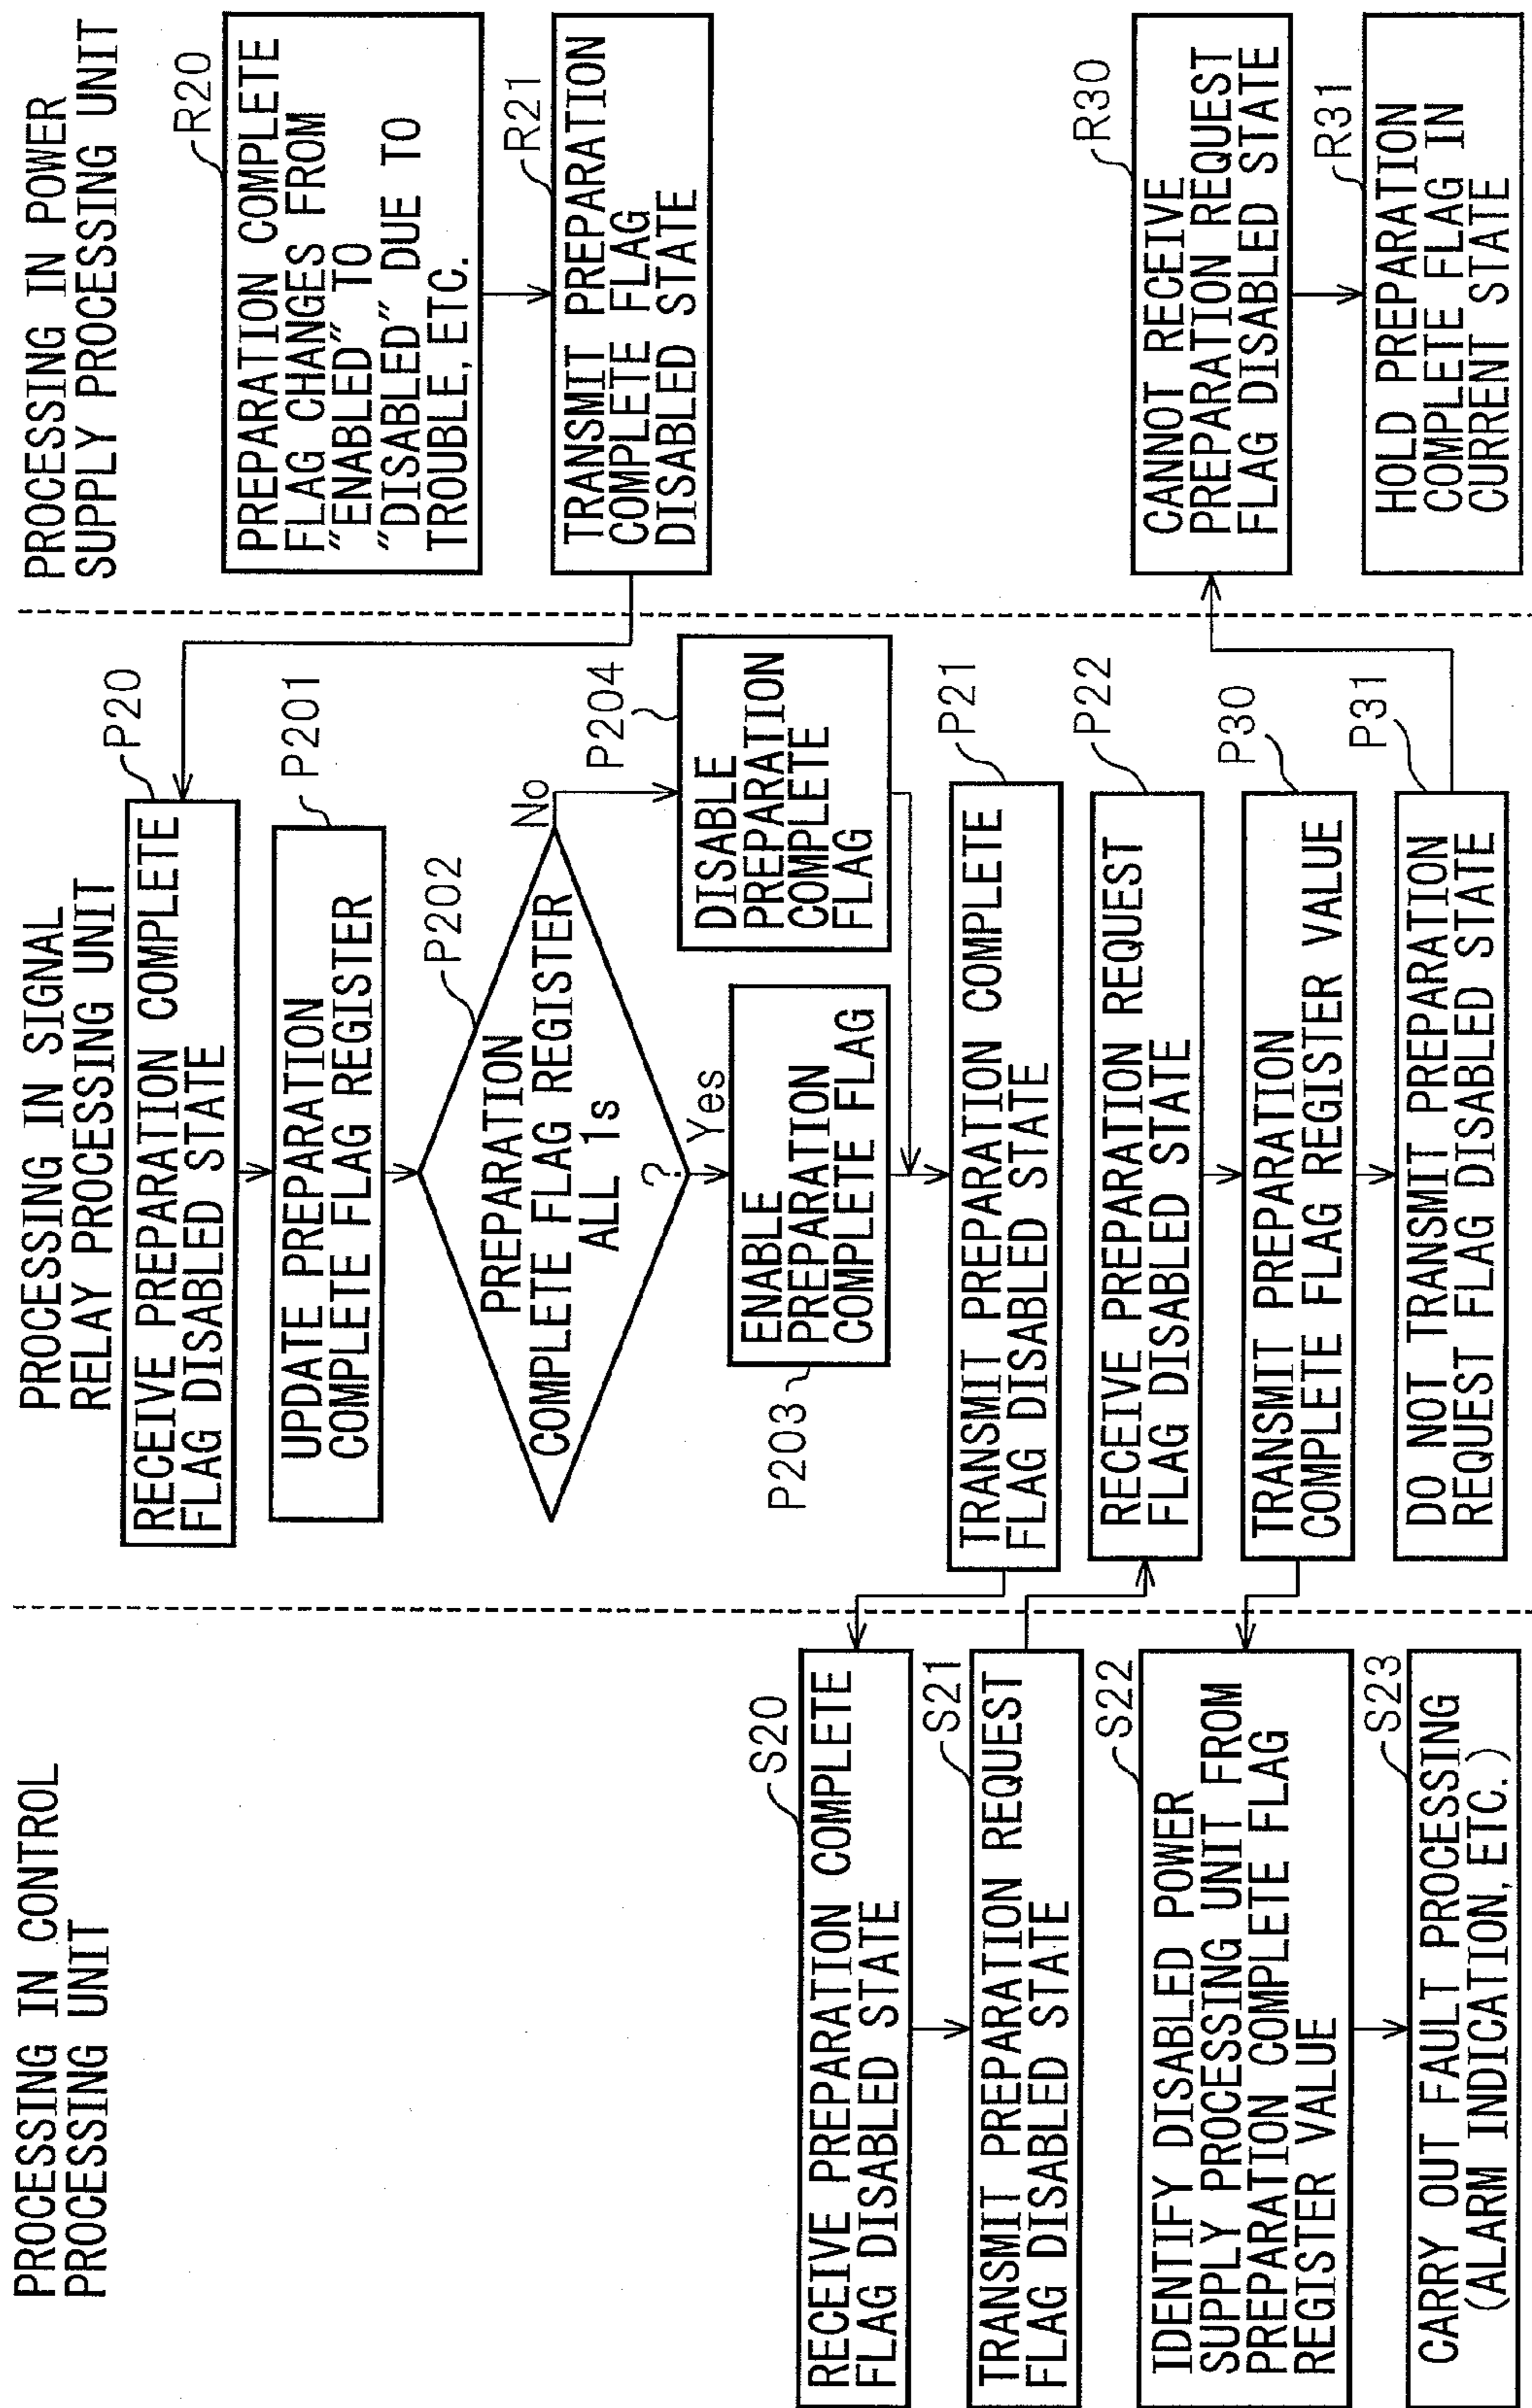 PROCESSING IN CONTROL
PROCESSING UNIT
S20
RECEIVE PREPARATION COMPLETE
FLAG DISABLED STATE
S21
TRANSMIT PREPARATION REQUEST
FLAG DISABLED STATE
S22
IDENTIFY DISABLED POWER
SUPPLY PROCESSING UNIT FROM
PREPARATION COMPLETE FLAG
REGISTER VALUE
S23
CARRY OUT FAULT PROCESSING
(ALARM INDICATION, ETC.)
PROCESSING IN SIGNAL
RELAY PROCESSING UNIT
P20
RECEIVE PREPARATION COMPLETE
FLAG DISABLED STATE
P201
UPDATE PREPARATION
COMPLETE FLAG REGISTER
P202
PREPARATION
COMPLETE FLAG REGISTER
ALL 1s
?
No
Yes
P203
ENABLE
PREPARATION
COMPLETE FLAG
P204
DISABLE
PREPARATION
COMPLETE
FLAG
P21
TRANSMIT PREPARATION COMPLETE
FLAG DISABLED STATE
P22
RECEIVE PREPARATION REQUEST
FLAG DISABLED STATE
P30
TRANSMIT PREPARATION
COMPLETE FLAG REGISTER VALUE
P31
DO NOT TRANSMIT PREPARATION
REQUEST FLAG DISABLED STATE
PROCESSING IN POWER
SUPPLY PROCESSING UNIT
R20
PREPARATION COMPLETE
FLAG CHANGES FROM
"ENABLED" TO
"DISABLED" DUE TO
TROUBLE, ETC.
R21
TRANSMIT PREPARATION
COMPLETE FLAG
DISABLED STATE
R30
CANNOT RECEIVE
PREPARATION REQUEST
FLAG DISABLED STATE
R31
HOLD PREPARATION
COMPLETE FLAG IN
CURRENT STATE